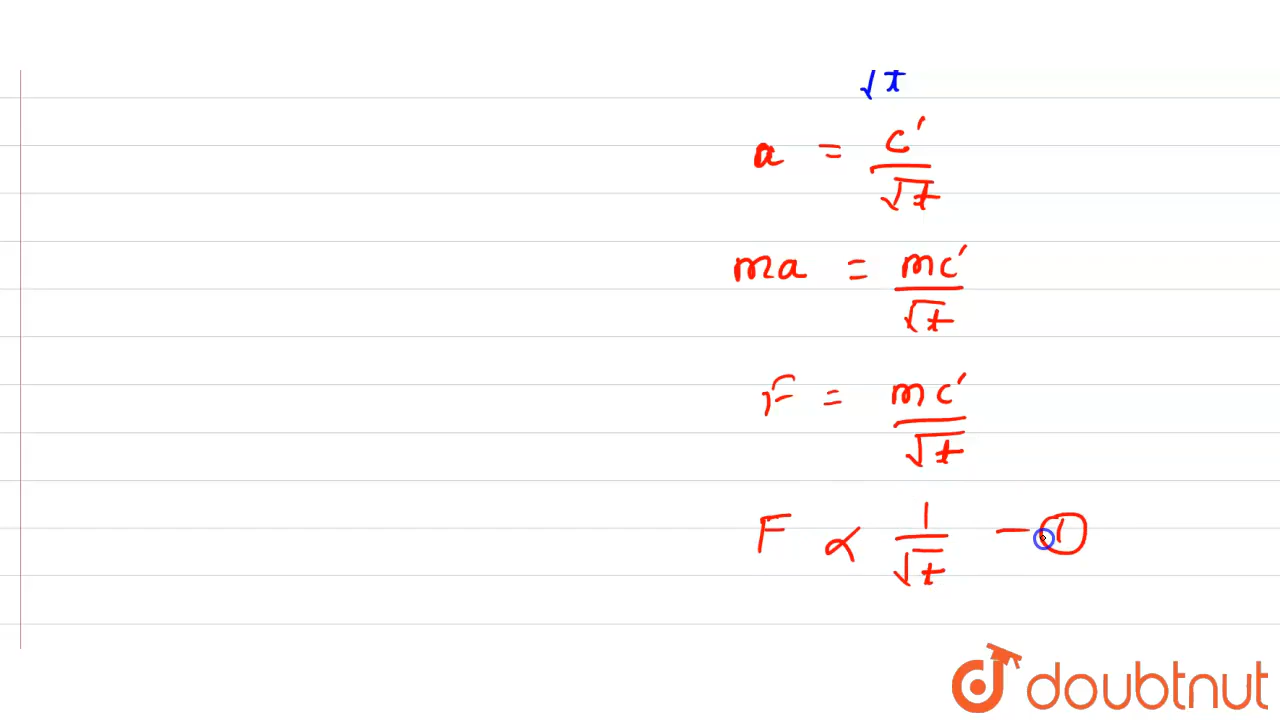 √t
a = c'/√t
ma = mc'/√t
F = mc'/√t
F ∝ 1/√t — ①
doubtnut